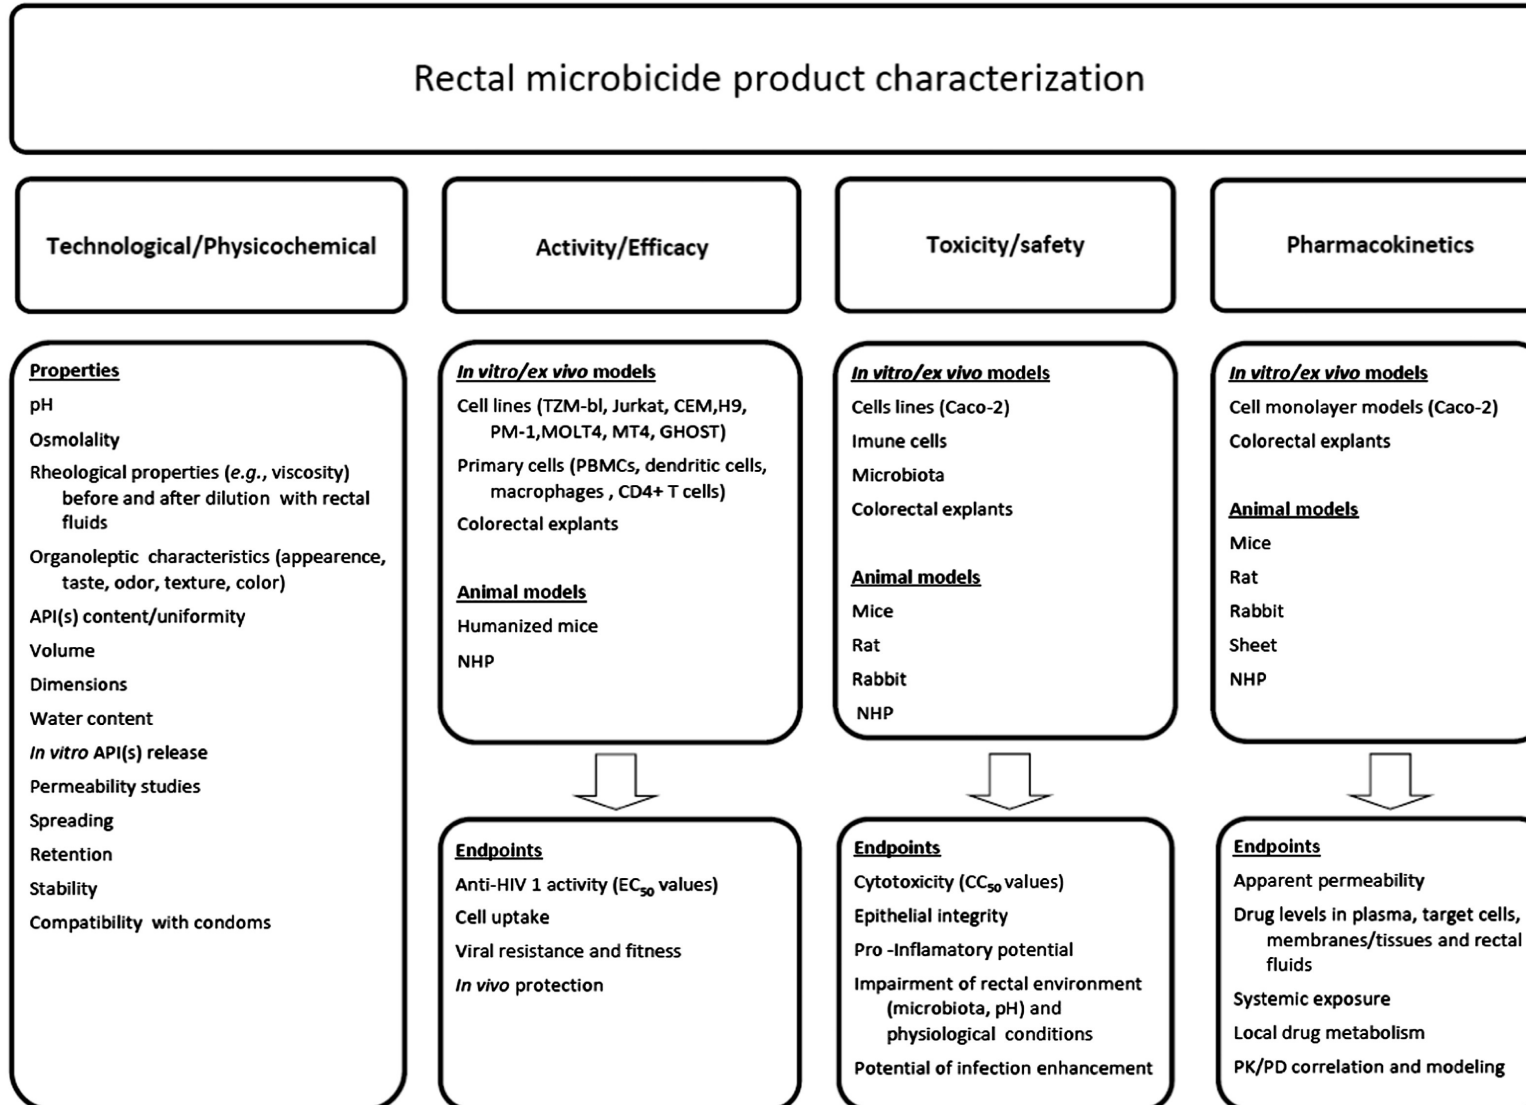 Rectal microbicide product characterization
Technological/Physicochemical
Properties
pH
Osmolality
Rheological properties (e.g., viscosity)
before and after dilution with rectal
fluids
Organoleptic characteristics (appearence,
taste, odor, texture, color)
API(s) content/uniformity
Volume
Dimensions
Water content
In vitro API(s) release
Permeability studies
Spreading
Retention
Stability
Compatibility with condoms
Activity/Efficacy
In vitro/ex vivo models
Cell lines (TZM-bl, Jurkat, CEM,H9,
PM-1,MOLT4, MT4, GHOST)
Primary cells (PBMCs, dendritic cells,
macrophages , CD4+ T cells)
Colorectal explants
Animal models
Humanized mice
NHP
Endpoints
Anti-HIV 1 activity (EC50 values)
Cell uptake
Viral resistance and fitness
In vivo protection
Toxicity/safety
In vitro/ex vivo models
Cells lines (Caco-2)
Imune cells
Microbiota
Colorectal explants
Animal models
Mice
Rat
Rabbit
NHP
Endpoints
Cytotoxicity (CC50 values)
Epithelial integrity
Pro -Inflamatory potential
Impairment of rectal environment
(microbiota, pH) and
physiological conditions
Potential of infection enhancement
Pharmacokinetics
In vitro/ex vivo models
Cell monolayer models (Caco-2)
Colorectal explants
Animal models
Mice
Rat
Rabbit
Sheet
NHP
Endpoints
Apparent permeability
Drug levels in plasma, target cells,
membranes/tissues and rectal
fluids
Systemic exposure
Local drug metabolism
PK/PD correlation and modeling